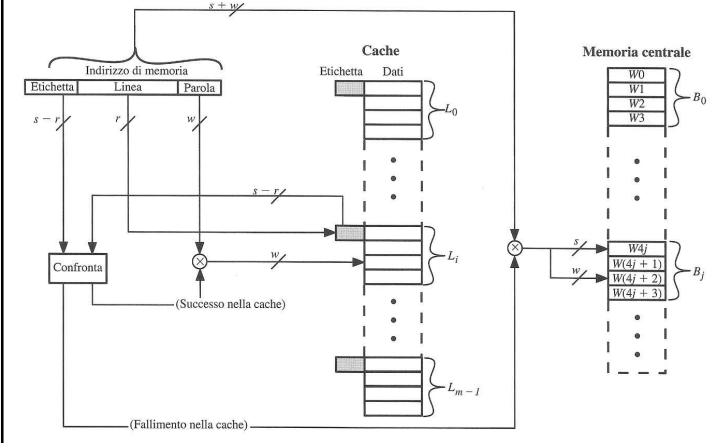 s + w
Cache
Memoria centrale
Indirizzo di memoria
Etichetta Linea Parola
Etichetta Dati
L0
W0
W1
W2
W3
B0
s – r
r
w
s – r
Li
w
Confronta
(Successo nella cache)
s
w
W4j
W(4j + 1)
W(4j + 2)
W(4j + 3)
Bj
Lm – 1
(Fallimento nella cache)